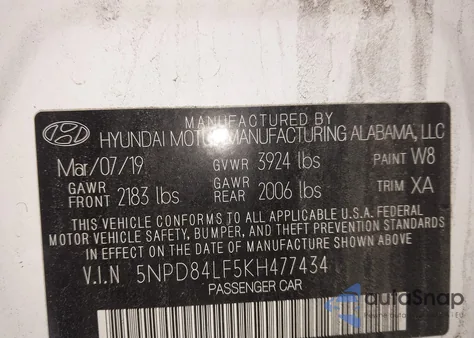 MANUFACTURED BY
HYUNDAI MOTOR MANUFACTURING ALABAMA, LLC
Mar/07/19 GVWR 3924 lbs PAINT W8
GAWR FRONT 2183 lbs GAWR REAR 2006 lbs TRIM XA
THIS VEHICLE CONFORMS TO ALL APPLICABLE U.S.A. FEDERAL
MOTOR VEHICLE SAFETY, BUMPER, AND THEFT PREVENTION STANDARDS
IN EFFECT ON THE DATE OF MANUFACTURE SHOWN ABOVE.
V.I.N 5NPD84LF5KH477434
PASSENGER CAR
autoSnap